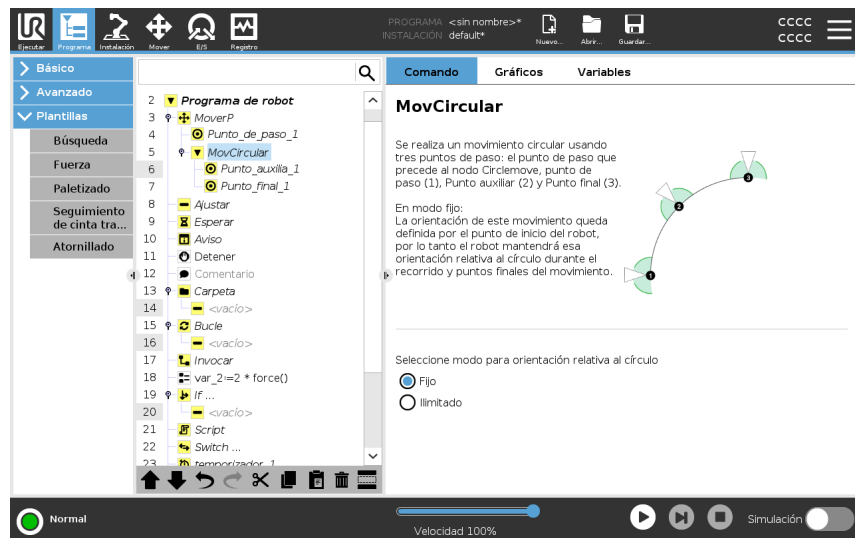 PROGRAMA <sin nombre>*
INSTALACIÓN default*
Ejecutar Programa Instalación Mover E/S Registro
Nuevo... Abrir... Guardar...
cccc
cccc
Básico
Avanzado
Plantillas
Búsqueda
Fuerza
Paletizado
Seguimiento
de cinta tra...
Atornillado
2 Programa de robot
3 MoverP
4 Punto_de_paso_1
5 MovCircular
6 Punto_auxilia_1
7 Punto_final_1
8 Ajustar
9 Esperar
10 Aviso
11 Detener
12 Comentario
13 Carpeta
14 <vacío>
15 Bucle
16 <vacío>
17 Invocar
18 var_2:=2 * force()
19 If ...
20 <vacío>
21 Script
22 Switch ...
23 temporizador_1
Comando Gráficos Variables
MovCircular
Se realiza un movimiento circular usando
tres puntos de paso: el punto de paso que
precede al nodo Circlemove, punto de
paso (1), Punto auxiliar (2) y Punto final (3).
En modo fijo:
La orientación de este movimiento queda
definida por el punto de inicio del robot,
por lo tanto el robot mantendrá esa
orientación relativa al círculo durante el
recorrido y puntos finales del movimiento.
3
2
1
Seleccione modo para orientación relativa al círculo
Fijo
Ilimitado
Normal
Velocidad 100%
Simulación